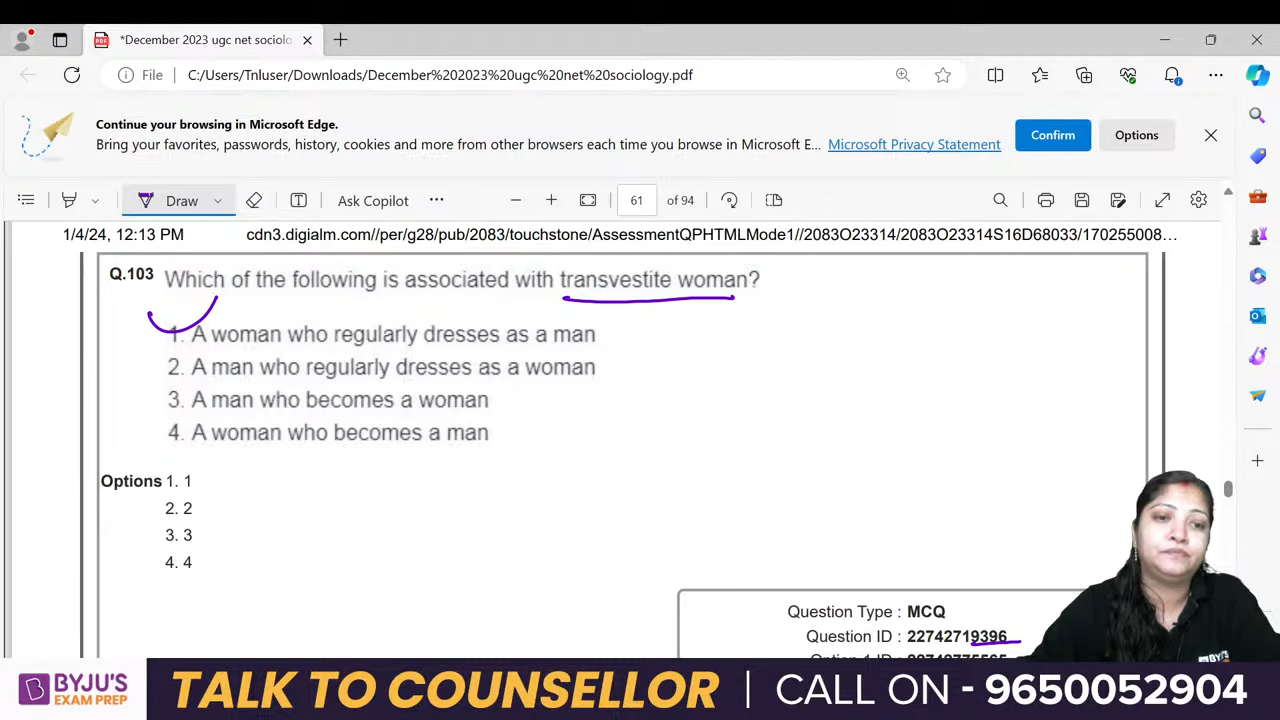 *December 2023 ugc net sociolo
File
C:/Users/Tnluser/Downloads/December%202023%20ugc%20net%20sociology.pdf
Continue your browsing in Microsoft Edge.
Bring your favorites, passwords, history, cookies and more from other browsers each time you browse in Microsoft E... Microsoft Privacy Statement
Confirm
Options
Draw
Ask Copilot
61 of 94
1/4/24, 12:13 PM
cdn3.digialm.com//per/g28/pub/2083/touchstone/AssessmentQPHTMLMode1//2083O23314/2083O23314S16D68033/170255008...
Q.103 Which of the following is associated with transvestite woman?
1. A woman who regularly dresses as a man
2. A man who regularly dresses as a woman
3. A man who becomes a woman
4. A woman who becomes a man
Options 1. 1
2. 2
3. 3
4. 4
Question Type : MCQ
Question ID : 22742719396
BYJU'S
EXAM PREP
TALK TO COUNSELLOR | CALL ON - 9650052904